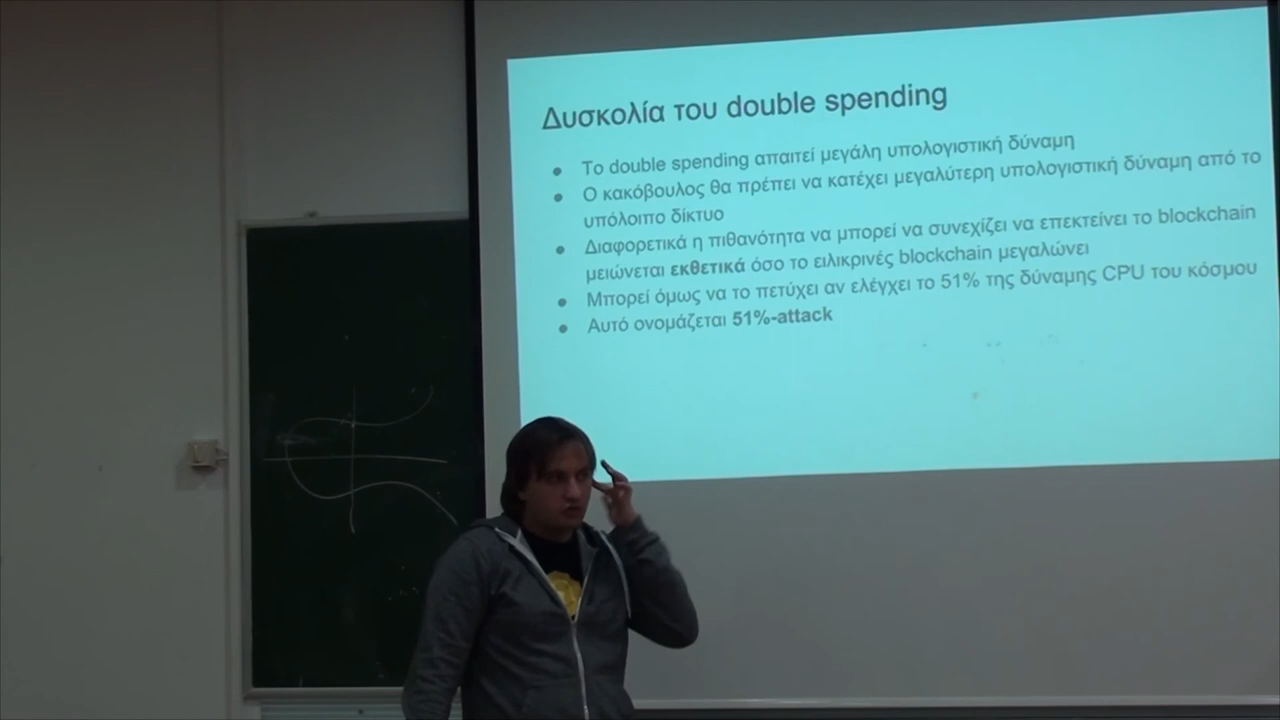 Δυσκολία του double spending
● Το double spending απαιτεί μεγάλη υπολογιστική δύναμη
● Ο κακόβουλος θα πρέπει να κατέχει μεγαλύτερη υπολογιστική δύναμη από το
υπόλοιπο δίκτυο
● Διαφορετικά η πιθανότητα να μπορεί να συνεχίζει να επεκτείνει το blockchain
μειώνεται εκθετικά όσο το ειλικρινές blockchain μεγαλώνει
● Μπορεί όμως να το πετύχει αν ελέγχει το 51% της δύναμης CPU του κόσμου
● Αυτό ονομάζεται 51%-attack